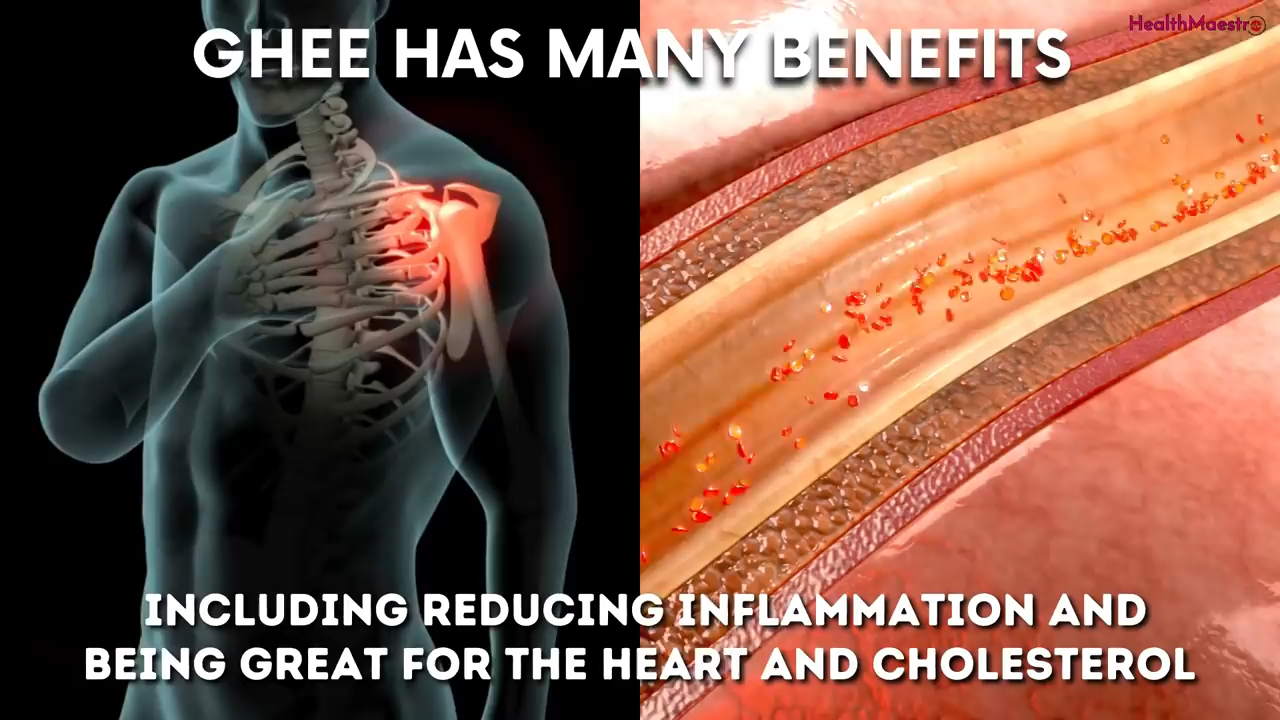 HealthMaestro
GHEE HAS MANY BENEFITS
INCLUDING REDUCING INFLAMMATION AND
BEING GREAT FOR THE HEART AND CHOLESTEROL